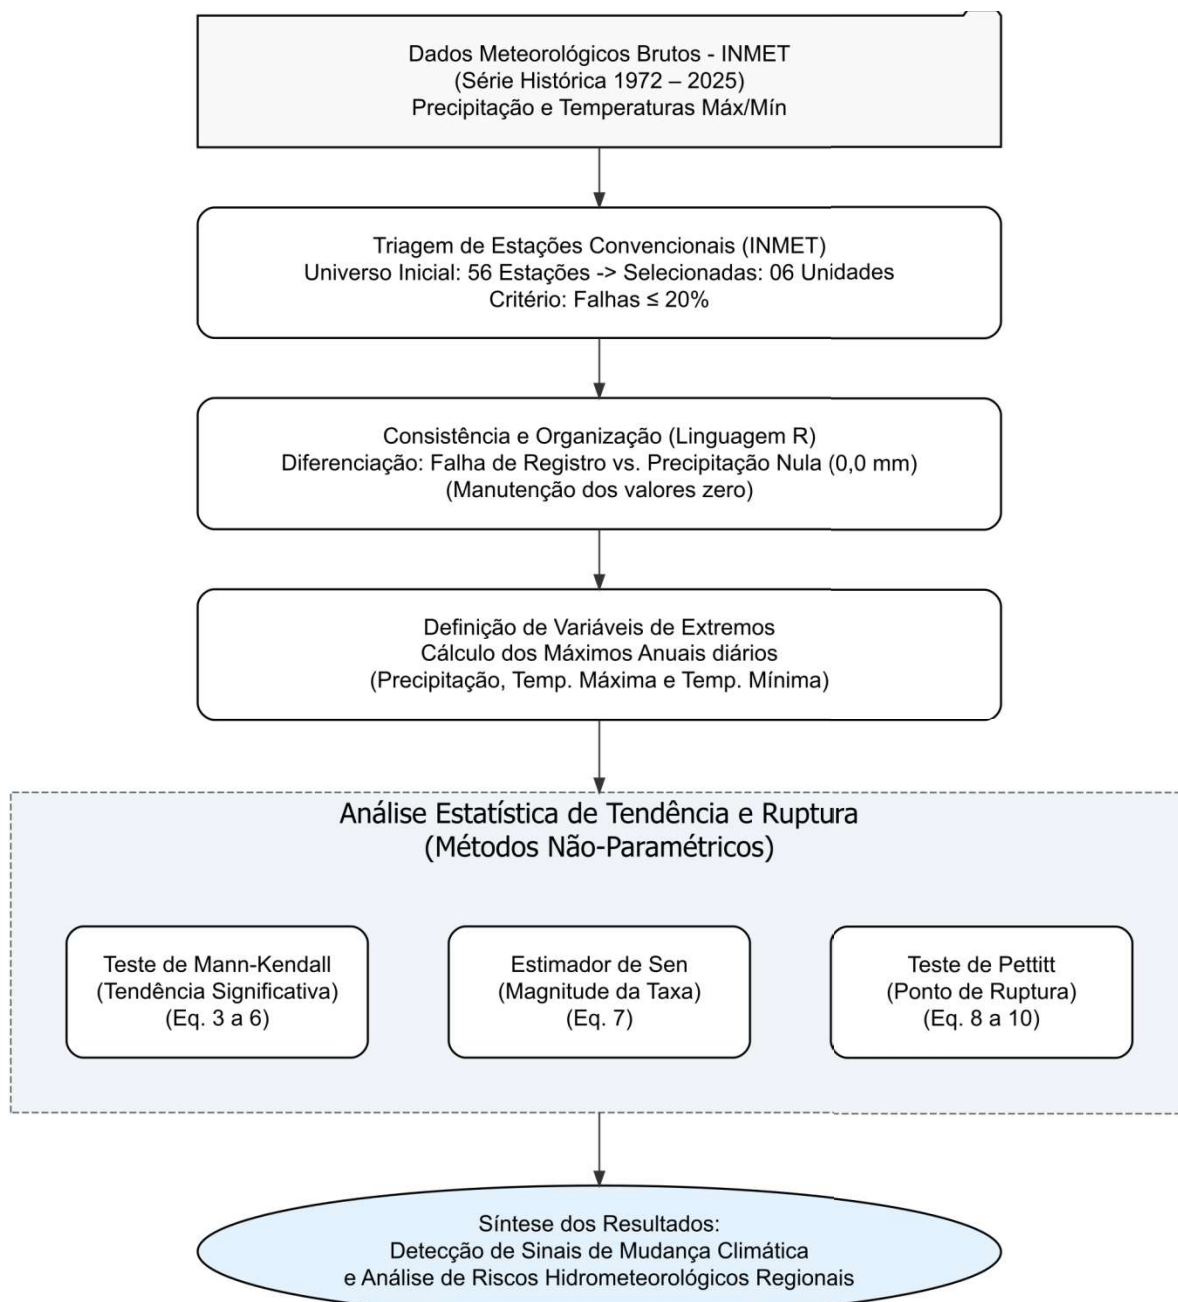 Dados Meteorológicos Brutos - INMET
(Série Histórica 1972 – 2025)
Precipitação e Temperaturas Máx/Mín
Triagem de Estações Convencionais (INMET)
Universo Inicial: 56 Estações -> Selecionadas: 06 Unidades
Critério: Falhas ≤ 20%
Consistência e Organização (Linguagem R)
Diferenciação: Falha de Registro vs. Precipitação Nula (0,0 mm)
(Manutenção dos valores zero)
Definição de Variáveis de Extremos
Cálculo dos Máximos Anuais diários
(Precipitação, Temp. Máxima e Temp. Mínima)
Análise Estatística de Tendência e Ruptura
(Métodos Não-Paramétricos)
Teste de Mann-Kendall
(Tendência Significativa)
(Eq. 3 a 6)
Estimador de Sen
(Magnitude da Taxa)
(Eq. 7)
Teste de Pettitt
(Ponto de Ruptura)
(Eq. 8 a 10)
Síntese dos Resultados:
Detecção de Sinais de Mudança Climática
e Análise de Riscos Hidrometeorológicos Regionais